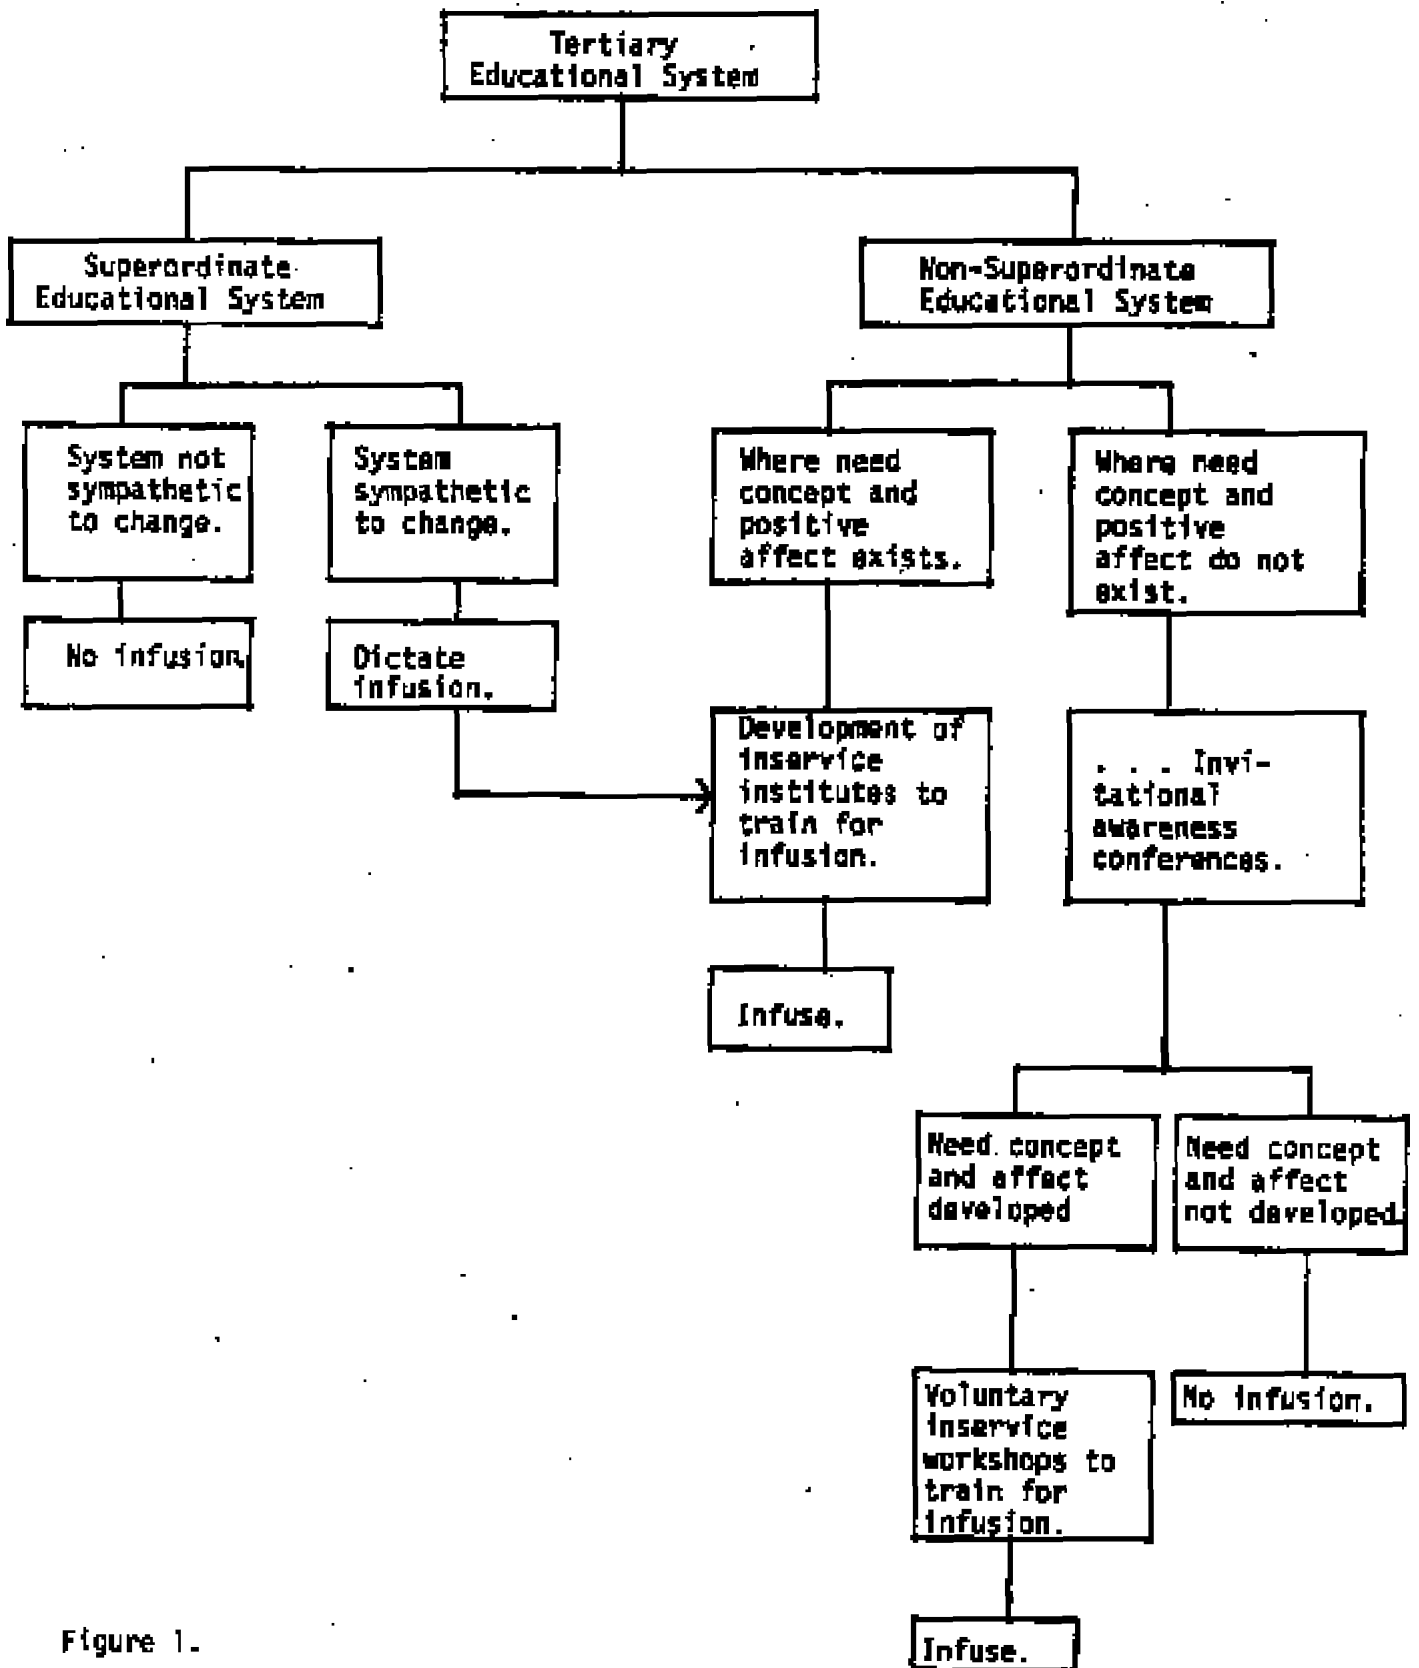 Tertiary
Educational System
Superordinate
Educational System
Non-Superordinate
Educational System
System not
sympathetic
to change.
System
sympathetic
to change.
Where need
concept and
positive
affect exists.
Where need
concept and
positive
affect do not
exist.
No infusion.
Dictate
infusion.
Development of
inservice
institutes to
train for
infusion.
. . . Invi-
tational
awareness
conferences.
Infuse.
Need concept
and affect
developed
Need concept
and affect
not developed.
Voluntary
inservice
workshops to
train for
infusion.
No infusion.
Infuse.
Figure 1.